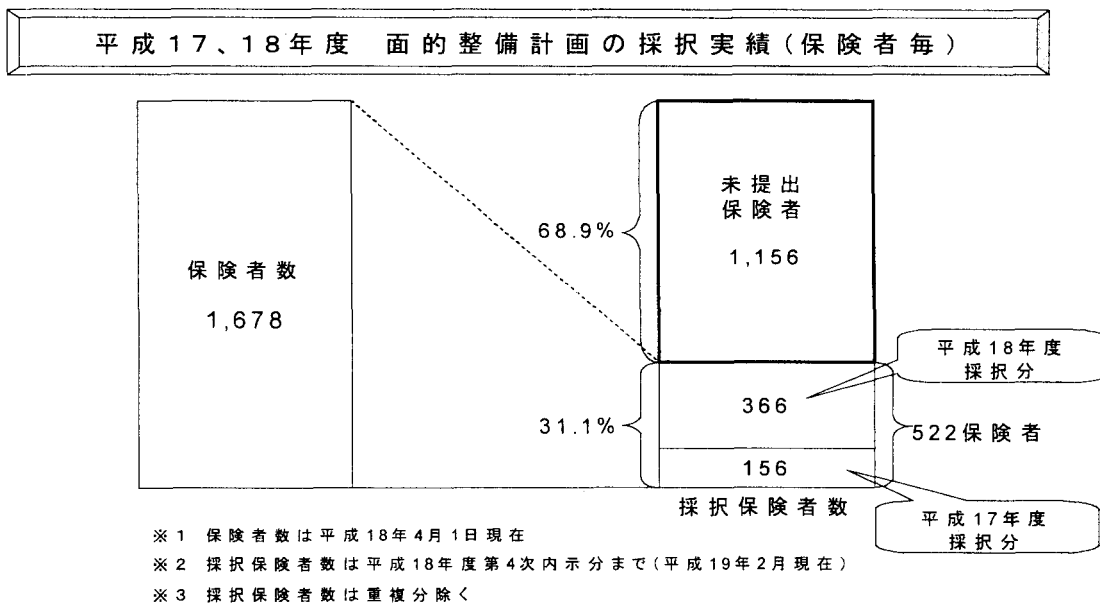 平成17、18年度 面的整備計画の採択実績(保険者毎)
保険者数
1,678
68.9%
未提出
保険者
1,156
平成18年度
採択分
366
31.1%
522保険者
156
採択保険者数
平成17年度
採択分
※1 保険者数は平成18年4月1日現在
※2 採択保険者数は平成18年度第4次内示分まで(平成19年2月現在)
※3 採択保険者数は重複分除く